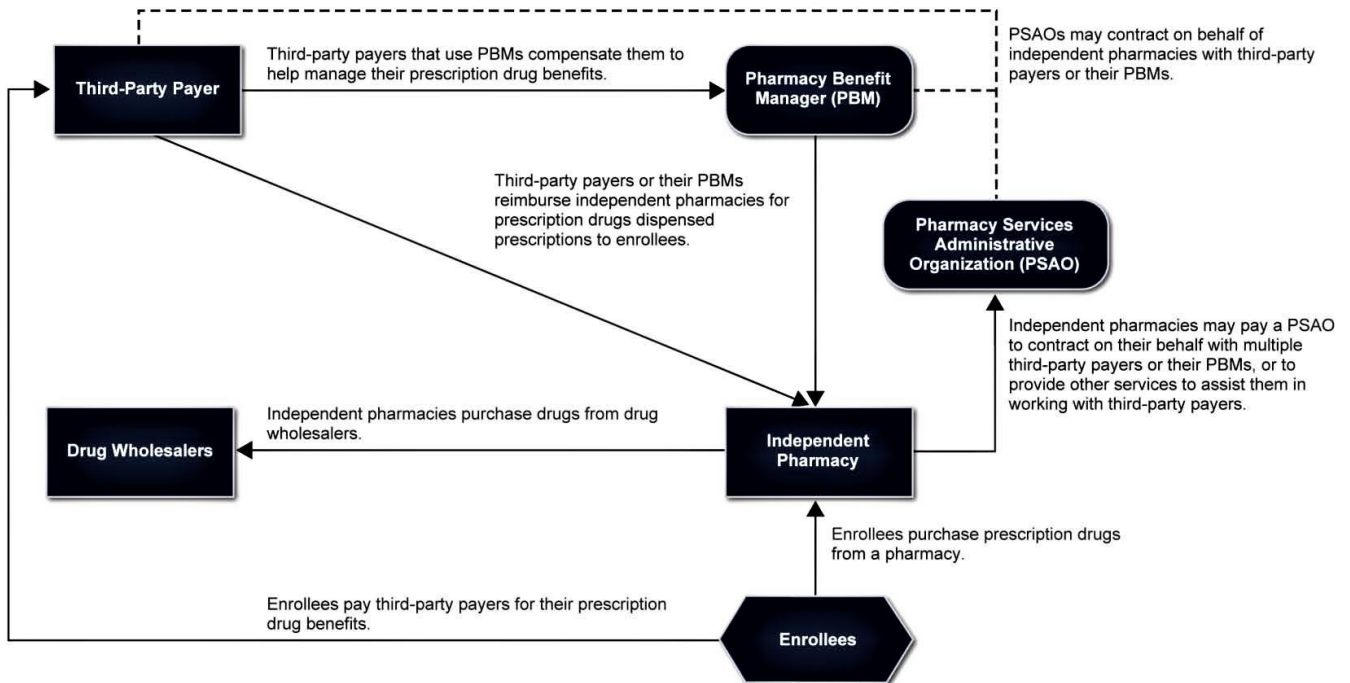 PSAOs may contract on behalf of
independent pharmacies with third-party
payers or their PBMs.
Third-Party Payer
Third-party payers that use PBMs compensate them to
help manage their prescription drug benefits.
Pharmacy Benefit
Manager (PBM)
Third-party payers or their PBMs
reimburse independent pharmacies for
prescription drugs dispensed
prescriptions to enrollees.
Pharmacy Services
Administrative
Organization (PSAO)
Independent pharmacies may pay a PSAO
to contract on their behalf with multiple
third-party payers or their PBMs, or to
provide other services to assist them in
working with third-party payers.
Drug Wholesalers
Independent pharmacies purchase drugs from drug
wholesalers.
Independent
Pharmacy
Enrollees purchase prescription drugs
from a pharmacy.
Enrollees pay third-party payers for their prescription
drug benefits.
Enrollees